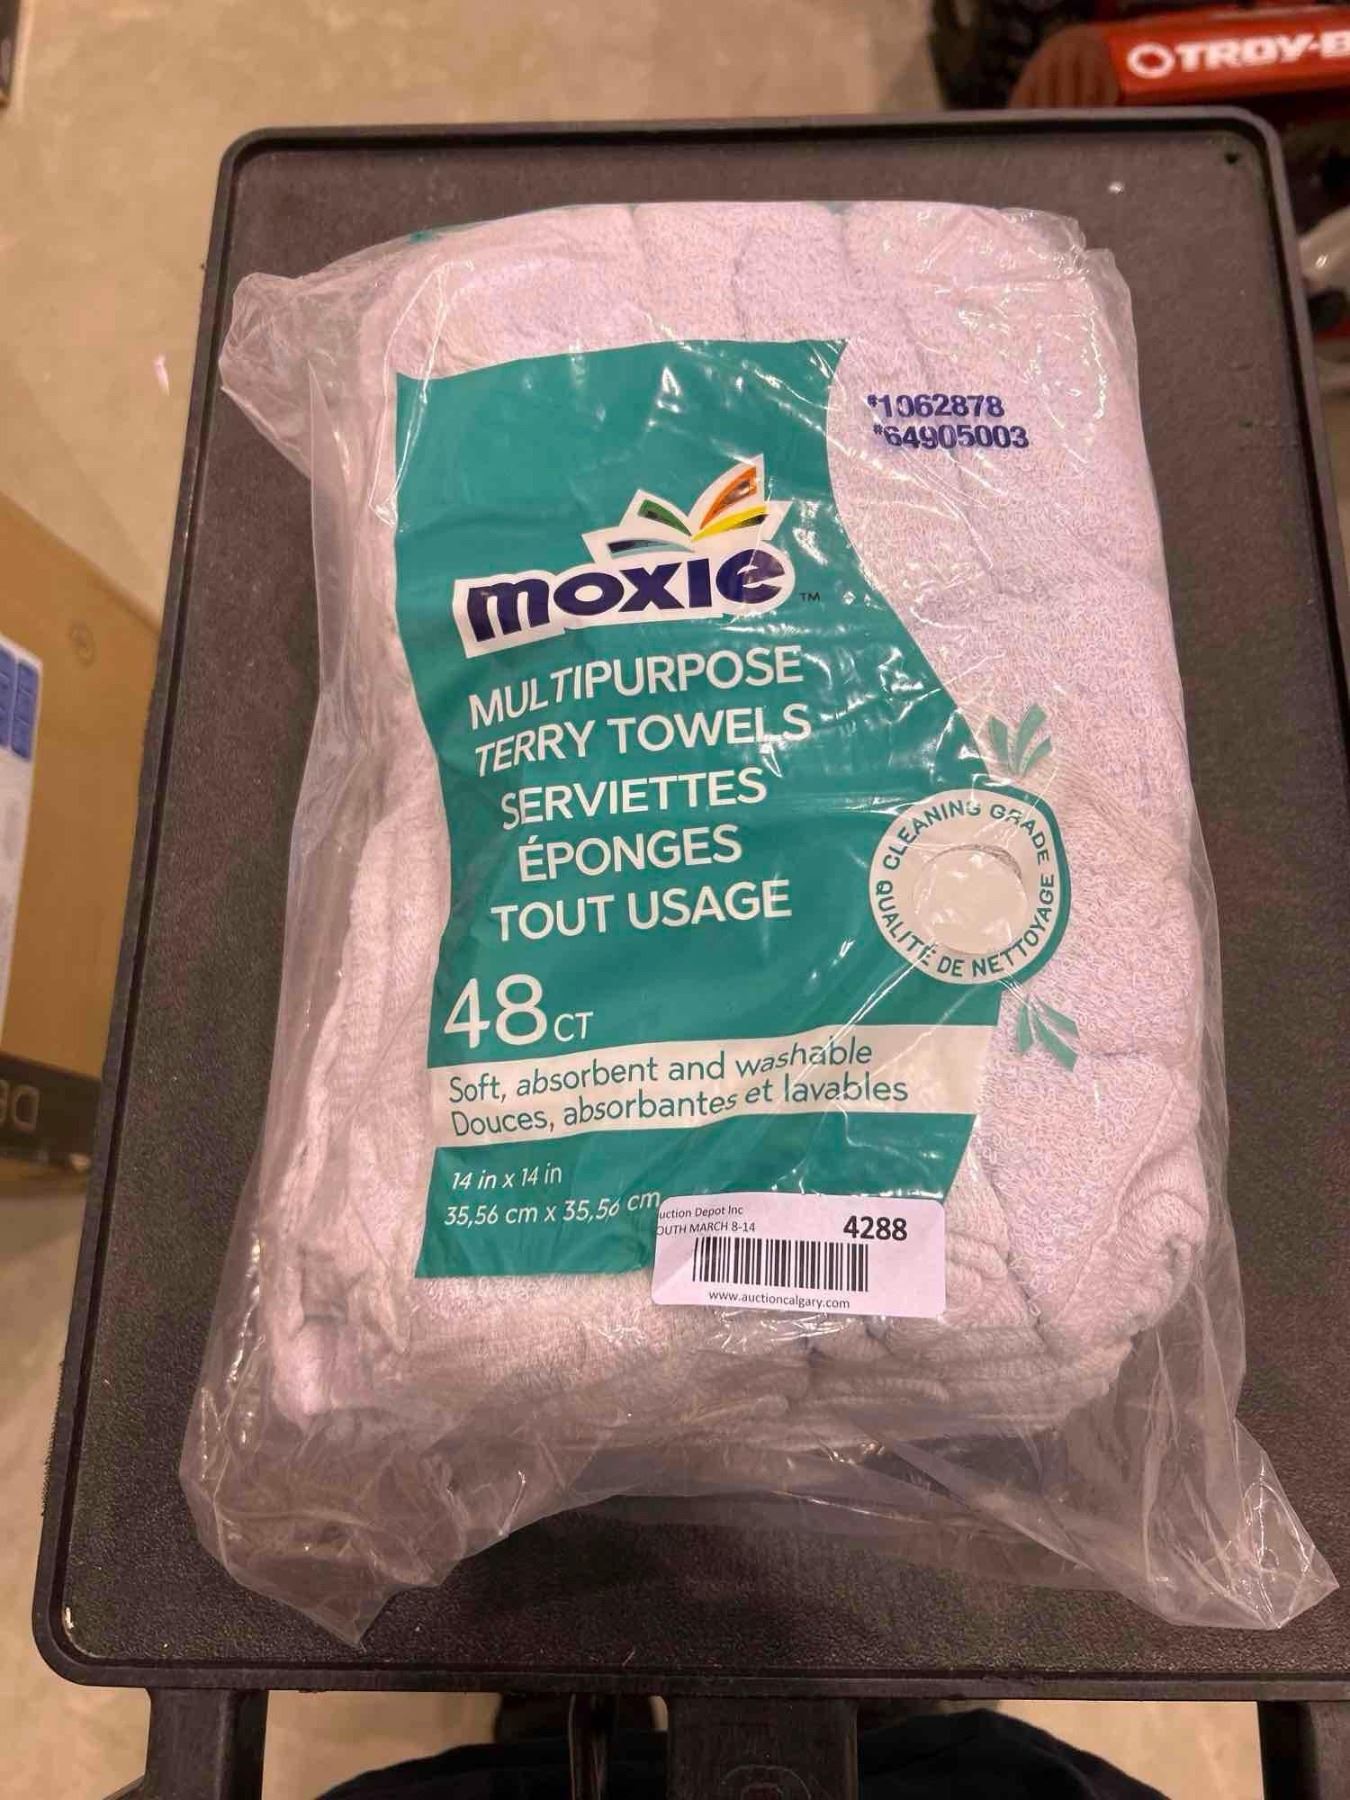 TROY-B
#1062878
#64905003
moxie™
MULTIPURPOSE
TERRY TOWELS
SERVIETTES
ÉPONGES
TOUT USAGE
CLEANING GRADE
QUALITÉ DE NETTOYAGE
48 CT
Soft, absorbent and washable
Douces, absorbantes et lavables
14 in x 14 in
35,56 cm x 35,56 cm
uction Depot Inc
OUTH MARCH 8-14
4288
www.auctioncalgary.com